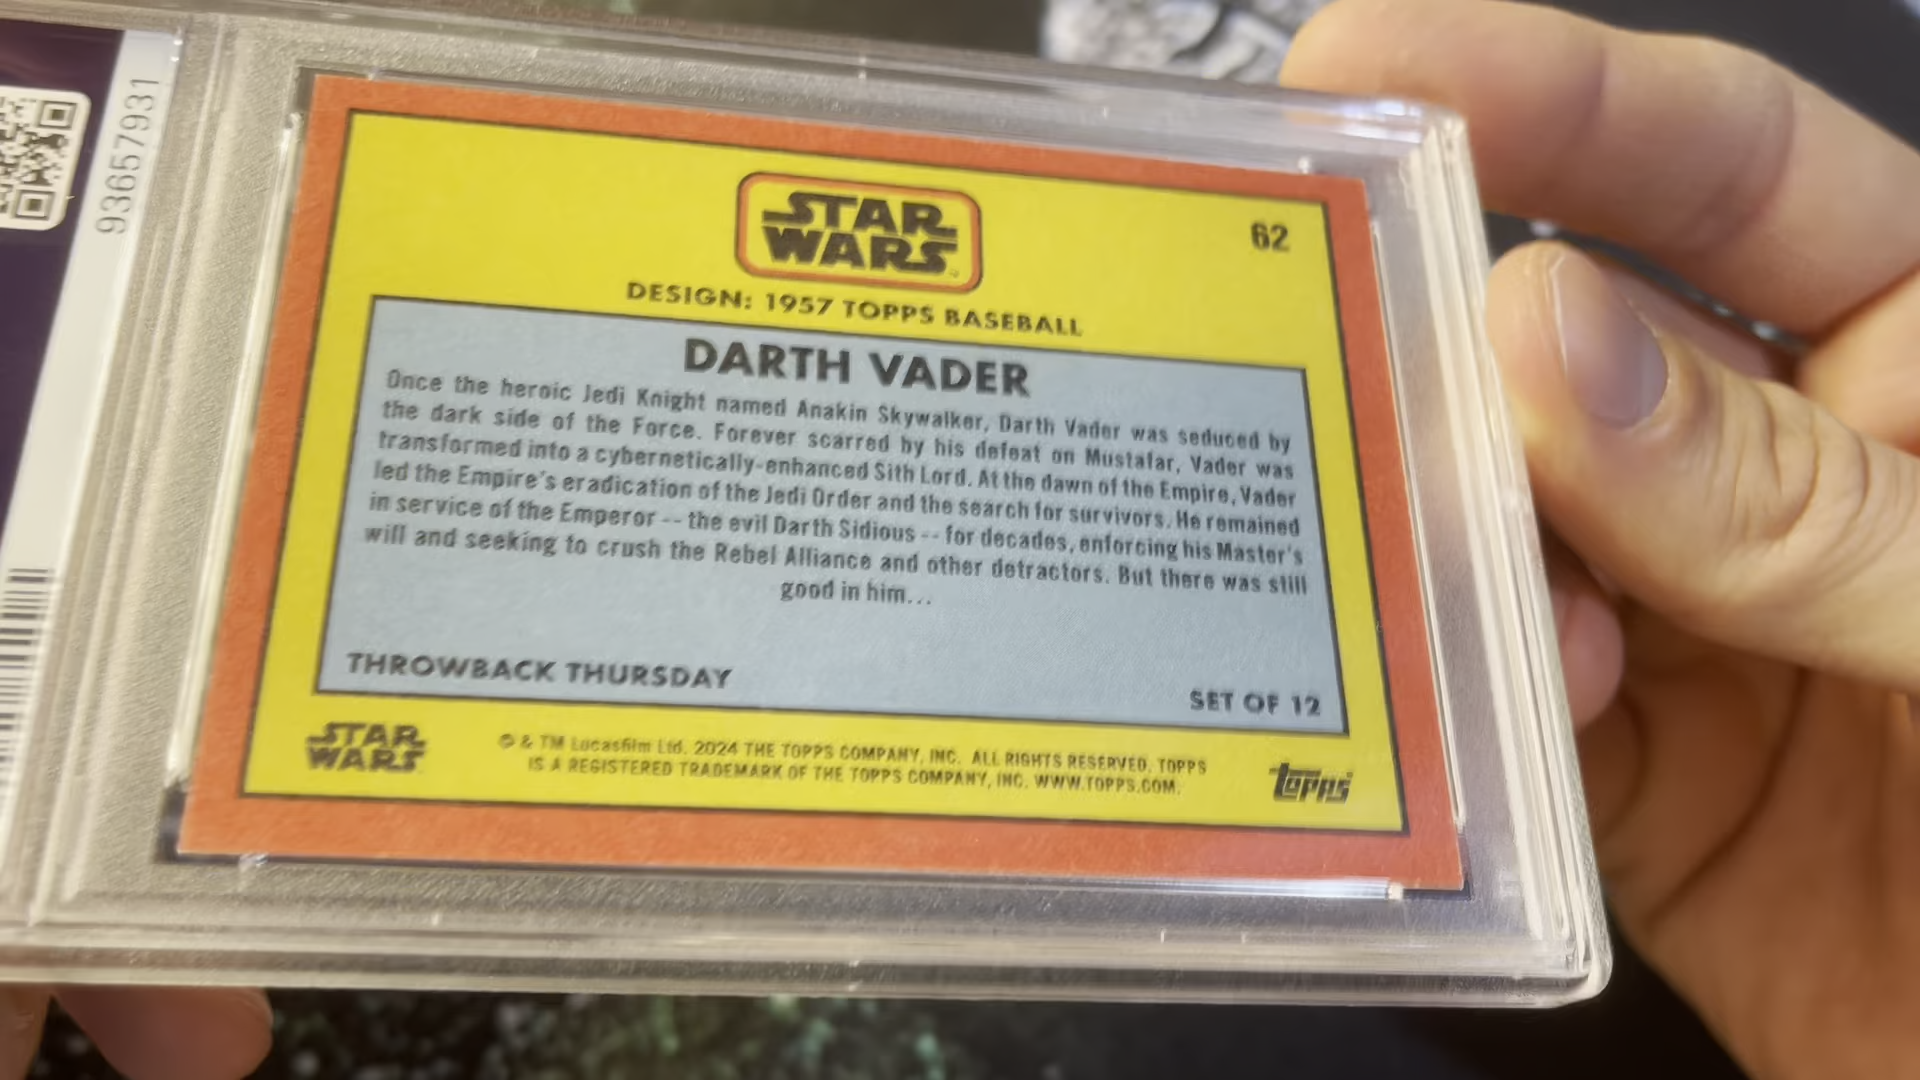 93657931
STAR
WARS
62
DESIGN: 1957 TOPPS BASEBALL
DARTH VADER
Once the heroic Jedi Knight named Anakin Skywalker, Darth Vader was seduced by
the dark side of the Force. Forever scarred by his defeat on Mustafar, Vader was
transformed into a cybernetically-enhanced Sith Lord. At the dawn of the Empire, Vader
led the Empire's eradication of the Jedi Order and the search for survivors. He remained
in service of the Emperor -- the evil Darth Sidious -- for decades, enforcing his Master's
will and seeking to crush the Rebel Alliance and other detractors. But there was still
good in him...
THROWBACK THURSDAY
SET OF 12
STAR
WARS
© & TM Lucasfilm Ltd. 2024 THE TOPPS COMPANY, INC. ALL RIGHTS RESERVED. TOPPS
IS A REGISTERED TRADEMARK OF THE TOPPS COMPANY, INC. WWW.TOPPS.COM.
topps